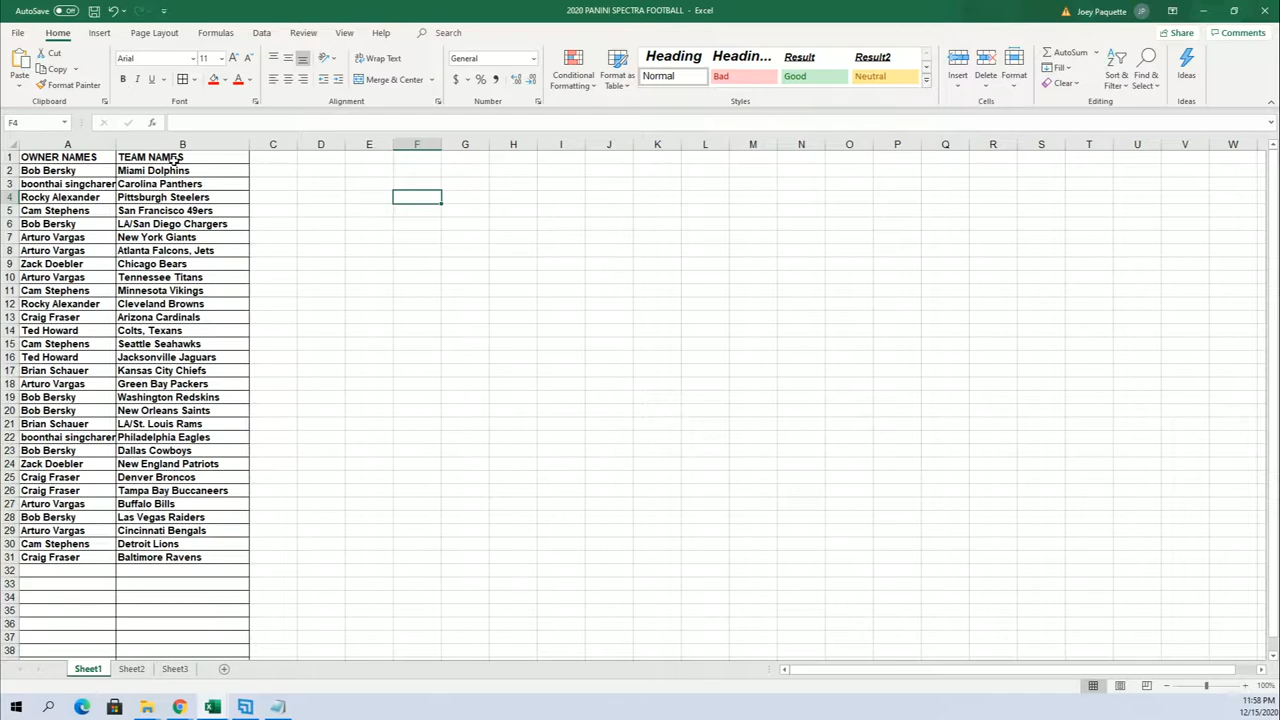 AutoSave Off 2020 PANINI SPECTRA FOOTBALL - Excel Joey Paquette JP
File Home Insert Page Layout Formulas Data Review View Help Search Share Comments
Paste Cut Copy Format Painter Clipboard
Arial 11 B I U Font
Wrap Text Merge & Center Alignment
General $ % Number
Conditional Formatting Format as Table
Heading Headin... Result Result2
Normal Bad Good Neutral
Styles
Insert Delete Format Cells
AutoSum Fill Clear Sort & Filter Find & Select Editing
Ideas Ideas
F4 fx
A B C D E F G H I J K L M N O P Q R S T U V W
1 OWNER NAMES TEAM NAMES
2 Bob Bersky Miami Dolphins
3 boonthai singcharer Carolina Panthers
4 Rocky Alexander Pittsburgh Steelers
5 Cam Stephens San Francisco 49ers
6 Bob Bersky LA/San Diego Chargers
7 Arturo Vargas New York Giants
8 Arturo Vargas Atlanta Falcons, Jets
9 Zack Doebler Chicago Bears
10 Arturo Vargas Tennessee Titans
11 Cam Stephens Minnesota Vikings
12 Rocky Alexander Cleveland Browns
13 Craig Fraser Arizona Cardinals
14 Ted Howard Colts, Texans
15 Cam Stephens Seattle Seahawks
16 Ted Howard Jacksonville Jaguars
17 Brian Schauer Kansas City Chiefs
18 Arturo Vargas Green Bay Packers
19 Bob Bersky Washington Redskins
20 Bob Bersky New Orleans Saints
21 Brian Schauer LA/St. Louis Rams
22 boonthai singcharer Philadelphia Eagles
23 Bob Bersky Dallas Cowboys
24 Zack Doebler New England Patriots
25 Craig Fraser Denver Broncos
26 Craig Fraser Tampa Bay Buccaneers
27 Arturo Vargas Buffalo Bills
28 Bob Bersky Las Vegas Raiders
29 Arturo Vargas Cincinnati Bengals
30 Cam Stephens Detroit Lions
31 Craig Fraser Baltimore Ravens
32
33
34
35
36
37
38
Sheet1 Sheet2 Sheet3
100%
11:58 PM
12/15/2020